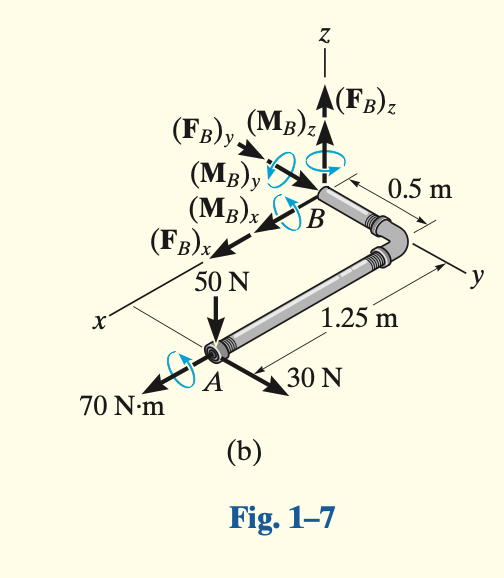 z
(F_B)_z
(F_B)_y
(M_B)_z
(M_B)_y
0.5 m
(M_B)_x
B
(F_B)_x
50 N
y
x
1.25 m
A
30 N
70 N·m
(b)
Fig. 1–7